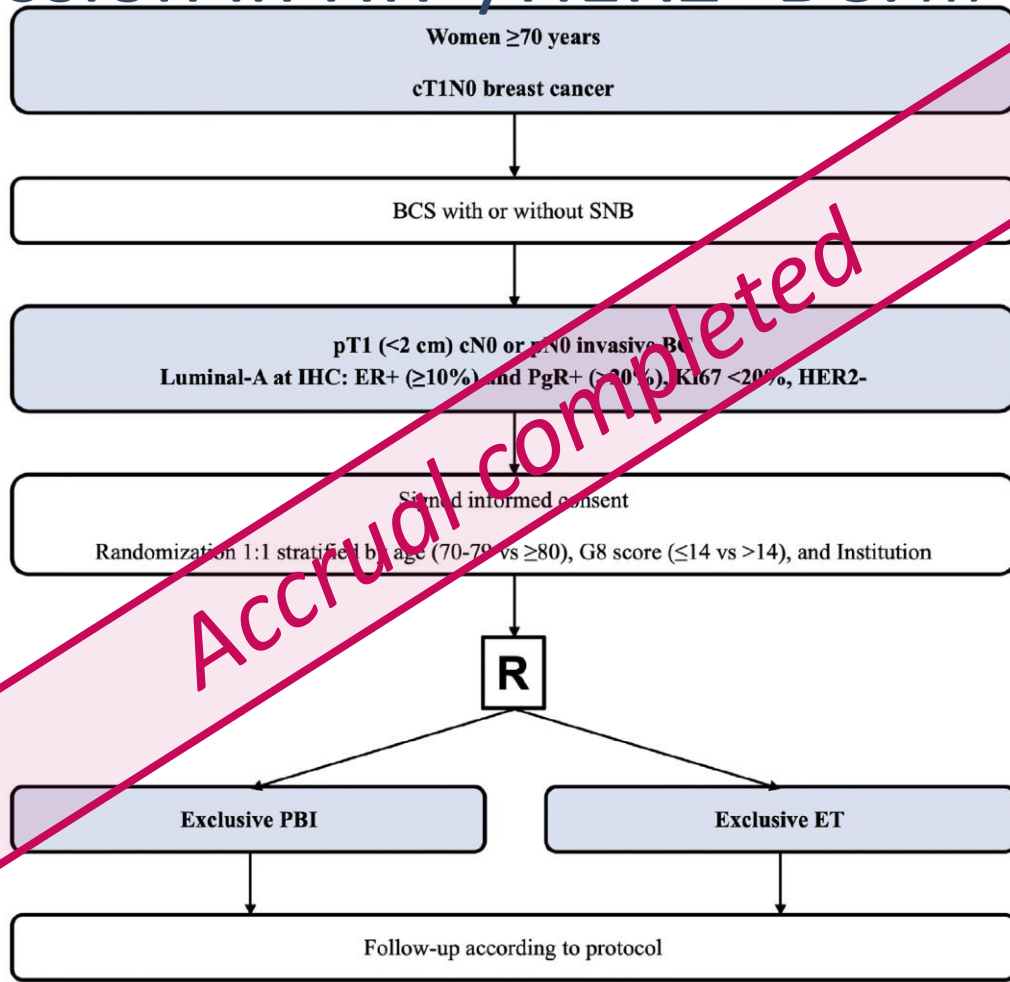 Women ≥70 years
cT1N0 breast cancer
BCS with or without SNB
pT1 (<2 cm) cN0 or pN0 invasive BC
Luminal-A at IHC: ER+ (≥10%) and PgR+ (≥20%), Ki67 <20%, HER2-
Signed informed consent
Randomization 1:1 stratified by age (70-79 vs ≥80), G8 score (≤14 vs >14), and Institution
Accrual completed
R
Exclusive PBI
Exclusive ET
Follow-up according to protocol